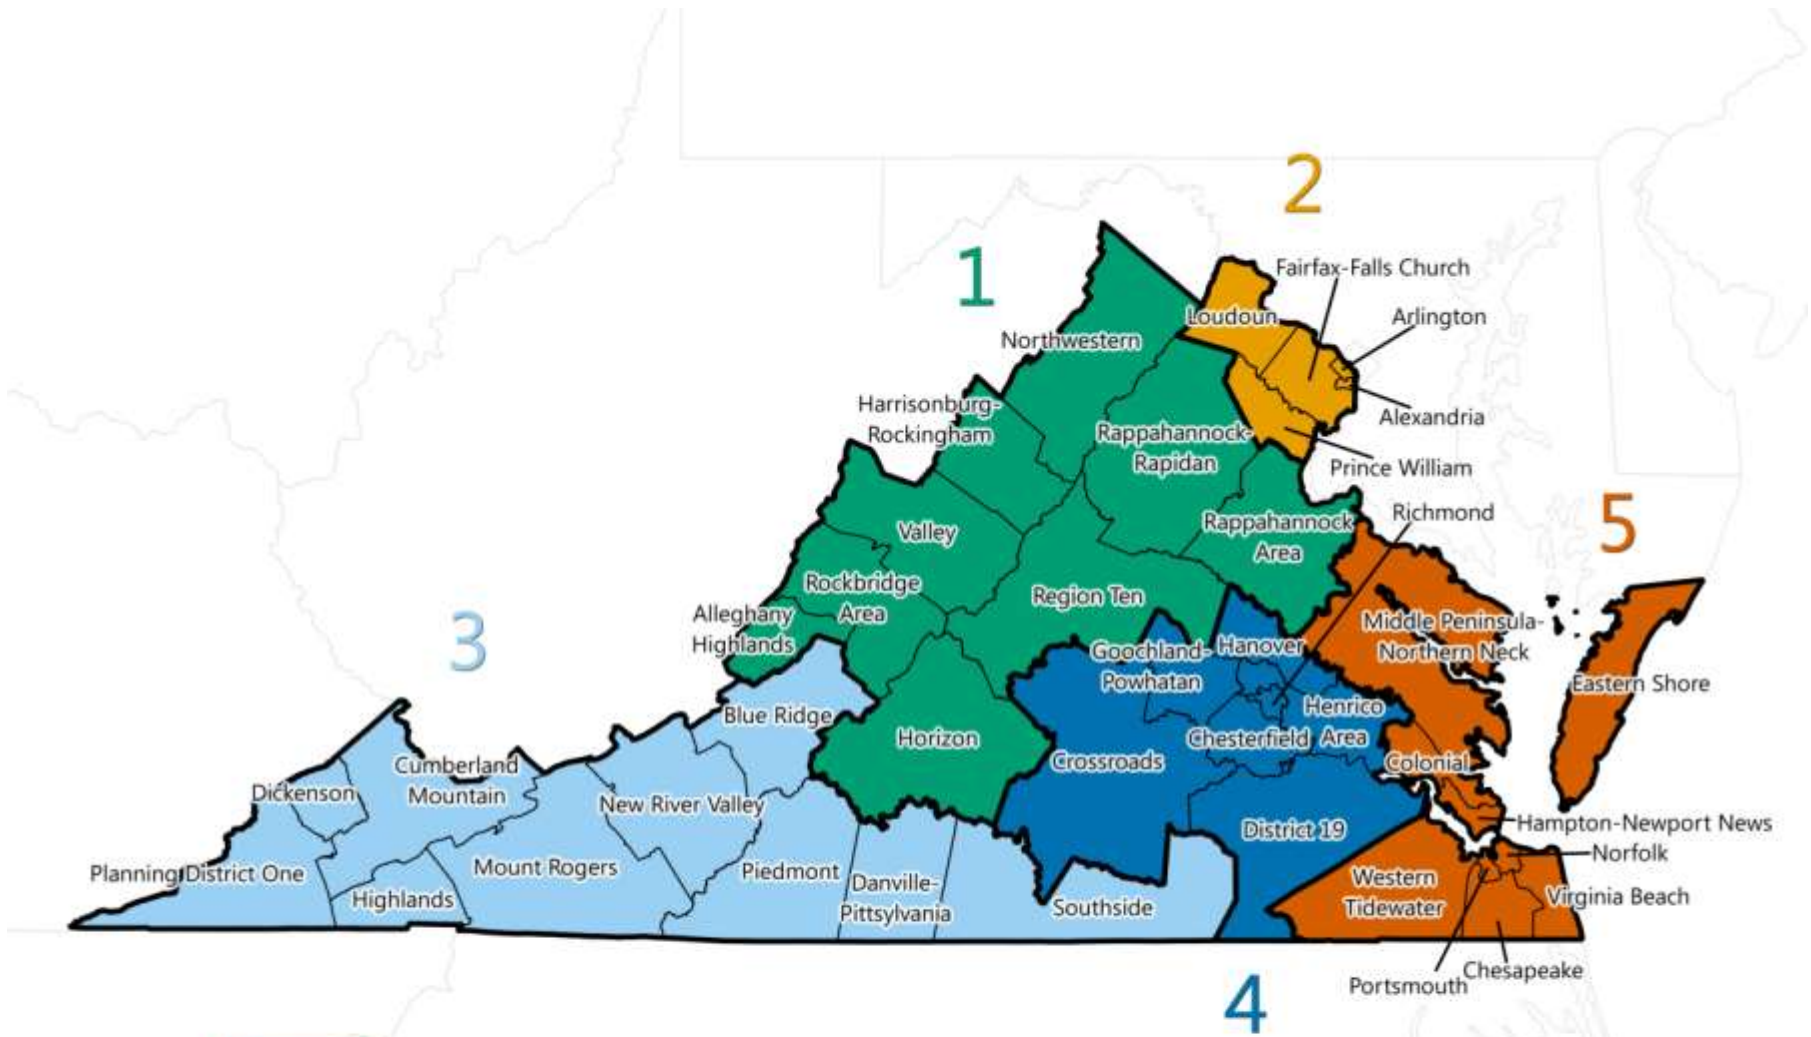 2
1
Fairfax-Falls Church
Loudoun
Arlington
Northwestern
Harrisonburg-
Rockingham
Alexandria
Rappahannock-
Rapidan
Prince William
Richmond
5
Valley
Rappahannock
Area
Rockbridge
Area
Region Ten
Alleghany
Highlands
3
Middle Peninsula-
Northern Neck
Goochland-
Powhatan
Hanover
Eastern Shore
Blue Ridge
Henrico
Area
Horizon
Chesterfield
Crossroads
Colonial
Cumberland
Mountain
Dickenson
New River Valley
Hampton-Newport News
District 19
Norfolk
Planning District One
Mount Rogers
Piedmont
Danville-
Pittsylvania
Western
Tidewater
Virginia Beach
Highlands
Southside
Chesapeake
Portsmouth
4